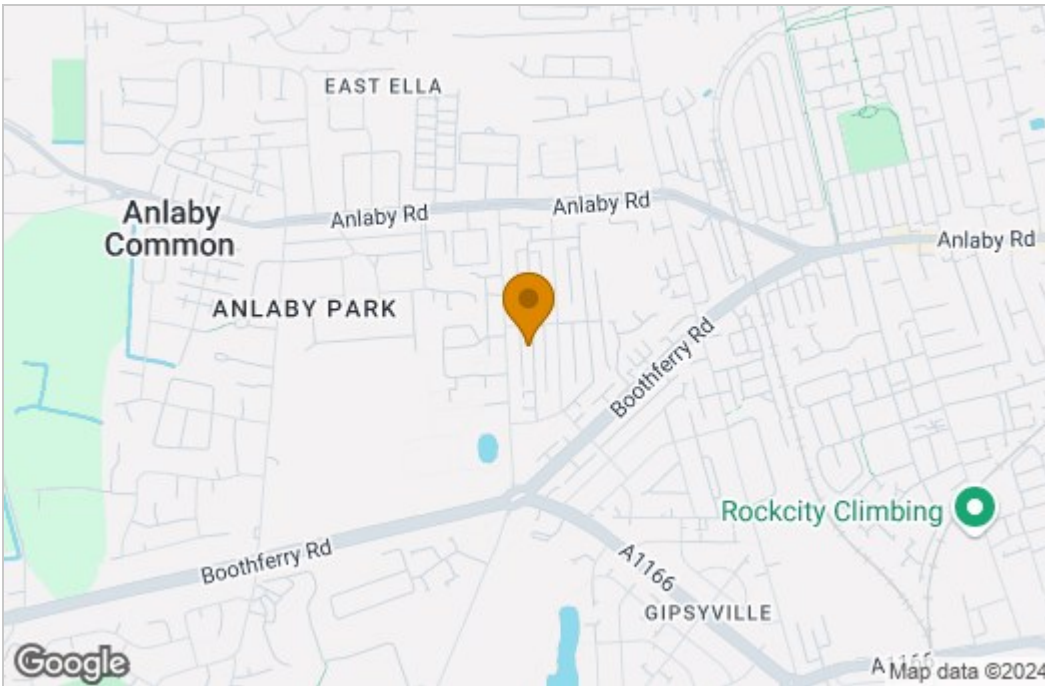 EAST ELLA
Anlaby Rd
Anlaby Rd
Anlaby
Common
Anlaby Rd
ANLABY PARK
Boothferry Rd
Rockcity Climbing
Boothferry Rd
A1166
GIPSYVILLE
A1166
Google
Map data ©2024